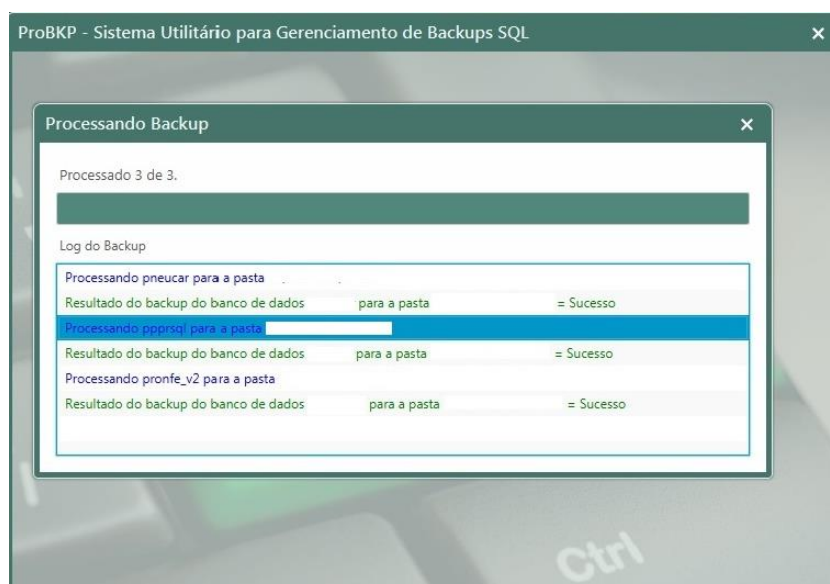 ProBKP - Sistema Utilitário para Gerenciamento de Backups SQL
Processando Backup
Processado 3 de 3.
Log do Backup
Processando pneucar para a pasta
Resultado do backup do banco de dados para a pasta = Sucesso
Processando ppprsql para a pasta
Resultado do backup do banco de dados para a pasta = Sucesso
Processando pronfe_v2 para a pasta
Resultado do backup do banco de dados para a pasta = Sucesso
Ctrl